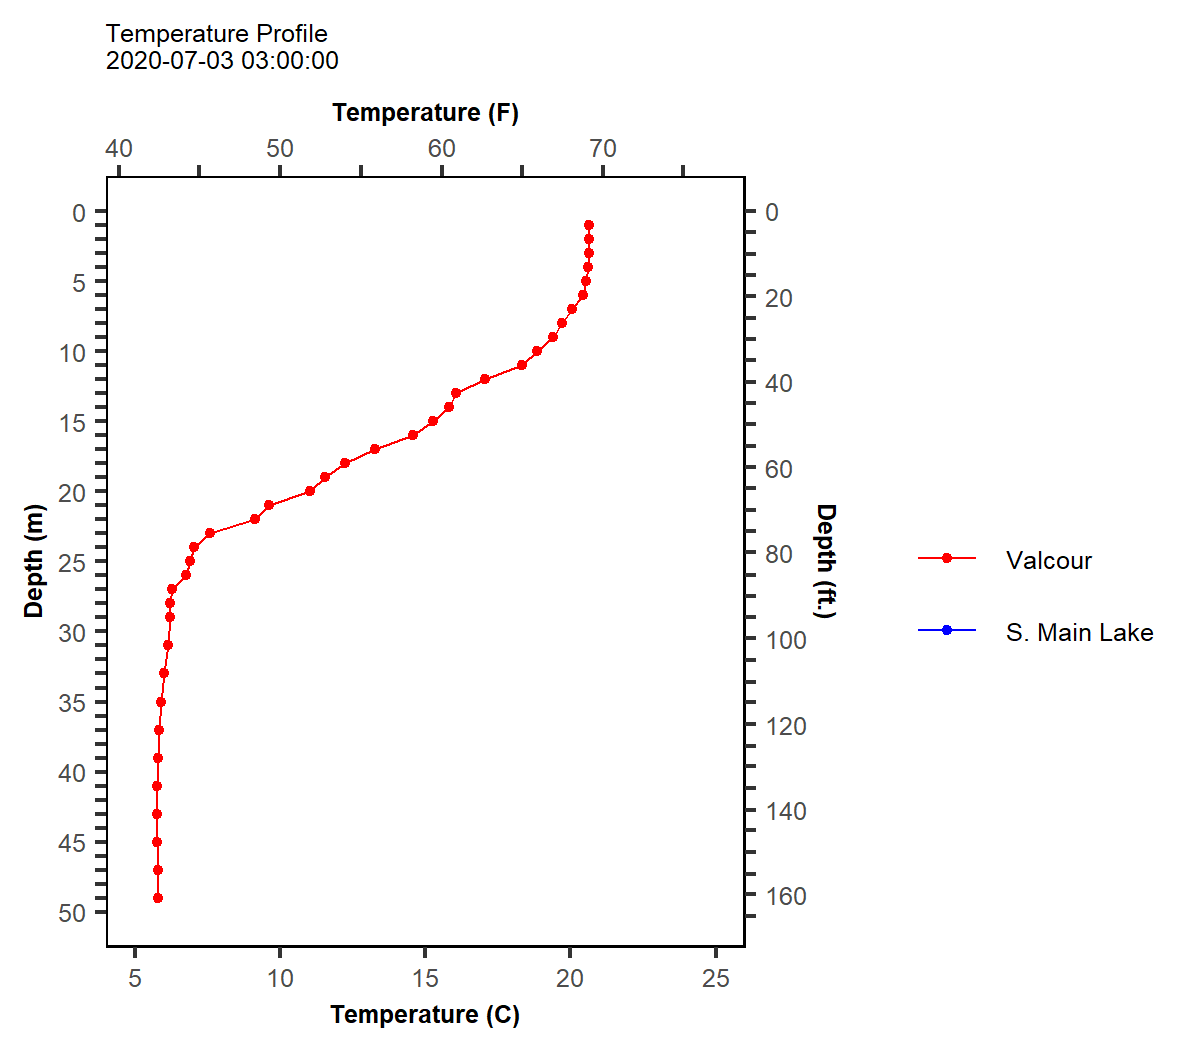 Temperature Profile
2020-07-03 03:00:00
Temperature (F)
40 50 60 70
0
5
10
15
20
25
30
35
40
45
50
Depth (m)
0
20
40
60
80
100
120
140
160
Depth (ft.)
5 10 15 20 25
Temperature (C)
Valcour
S. Main Lake